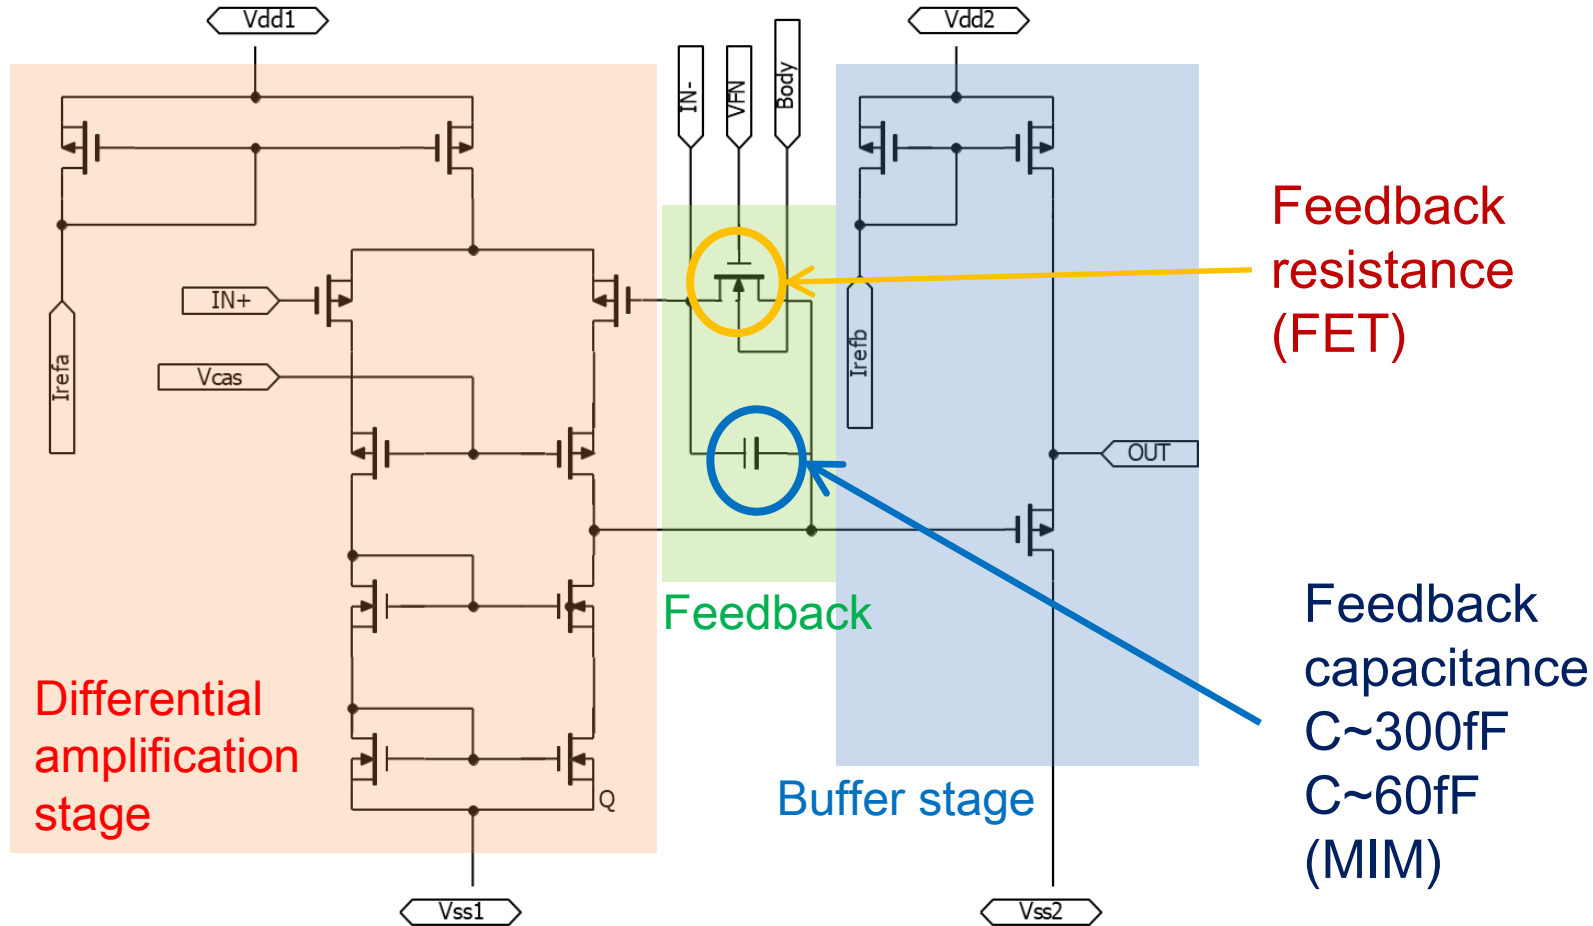 Vdd1
Vdd2
IN-
VFN
Body
IN+
Vcas
Irefa
Irefb
OUT
Feedback
resistance
(FET)
Feedback
Differential
amplification
stage
Q
Buffer stage
Feedback
capacitance
C~300fF
C~60fF
(MIM)
Vss1
Vss2